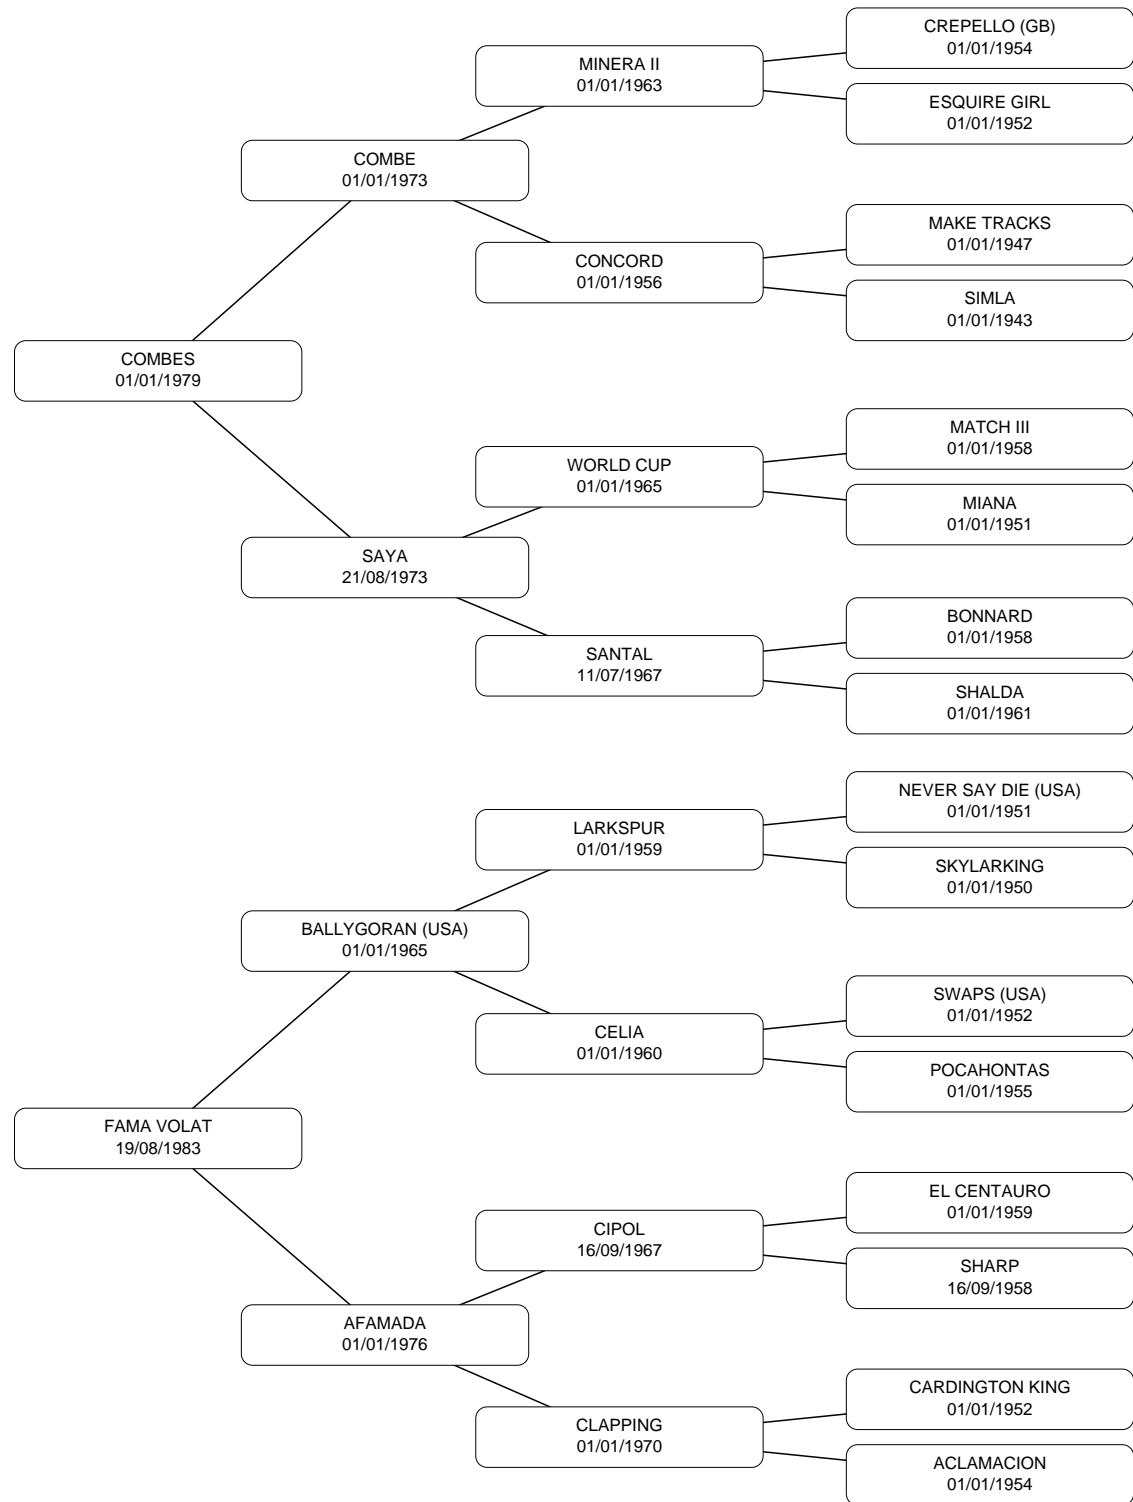 CREPELLO (GB)
01/01/1954
MINERA II
01/01/1963
ESQUIRE GIRL
01/01/1952
COMBE
01/01/1973
MAKE TRACKS
01/01/1947
CONCORD
01/01/1956
SIMLA
01/01/1943
COMBES
01/01/1979
MATCH III
01/01/1958
WORLD CUP
01/01/1965
MIANA
01/01/1951
SAYA
21/08/1973
BONNARD
01/01/1958
SANTAL
11/07/1967
SHALDA
01/01/1961
NEVER SAY DIE (USA)
01/01/1951
LARKSPUR
01/01/1959
SKYLARKING
01/01/1950
BALLYGORAN (USA)
01/01/1965
SWAPS (USA)
01/01/1952
CELIA
01/01/1960
POCAHONTAS
01/01/1955
FAMA VOLAT
19/08/1983
EL CENTAURO
01/01/1959
CIPOL
16/09/1967
SHARP
16/09/1958
AFAMADA
01/01/1976
CARDINGTON KING
01/01/1952
CLAPPING
01/01/1970
ACLAMACION
01/01/1954